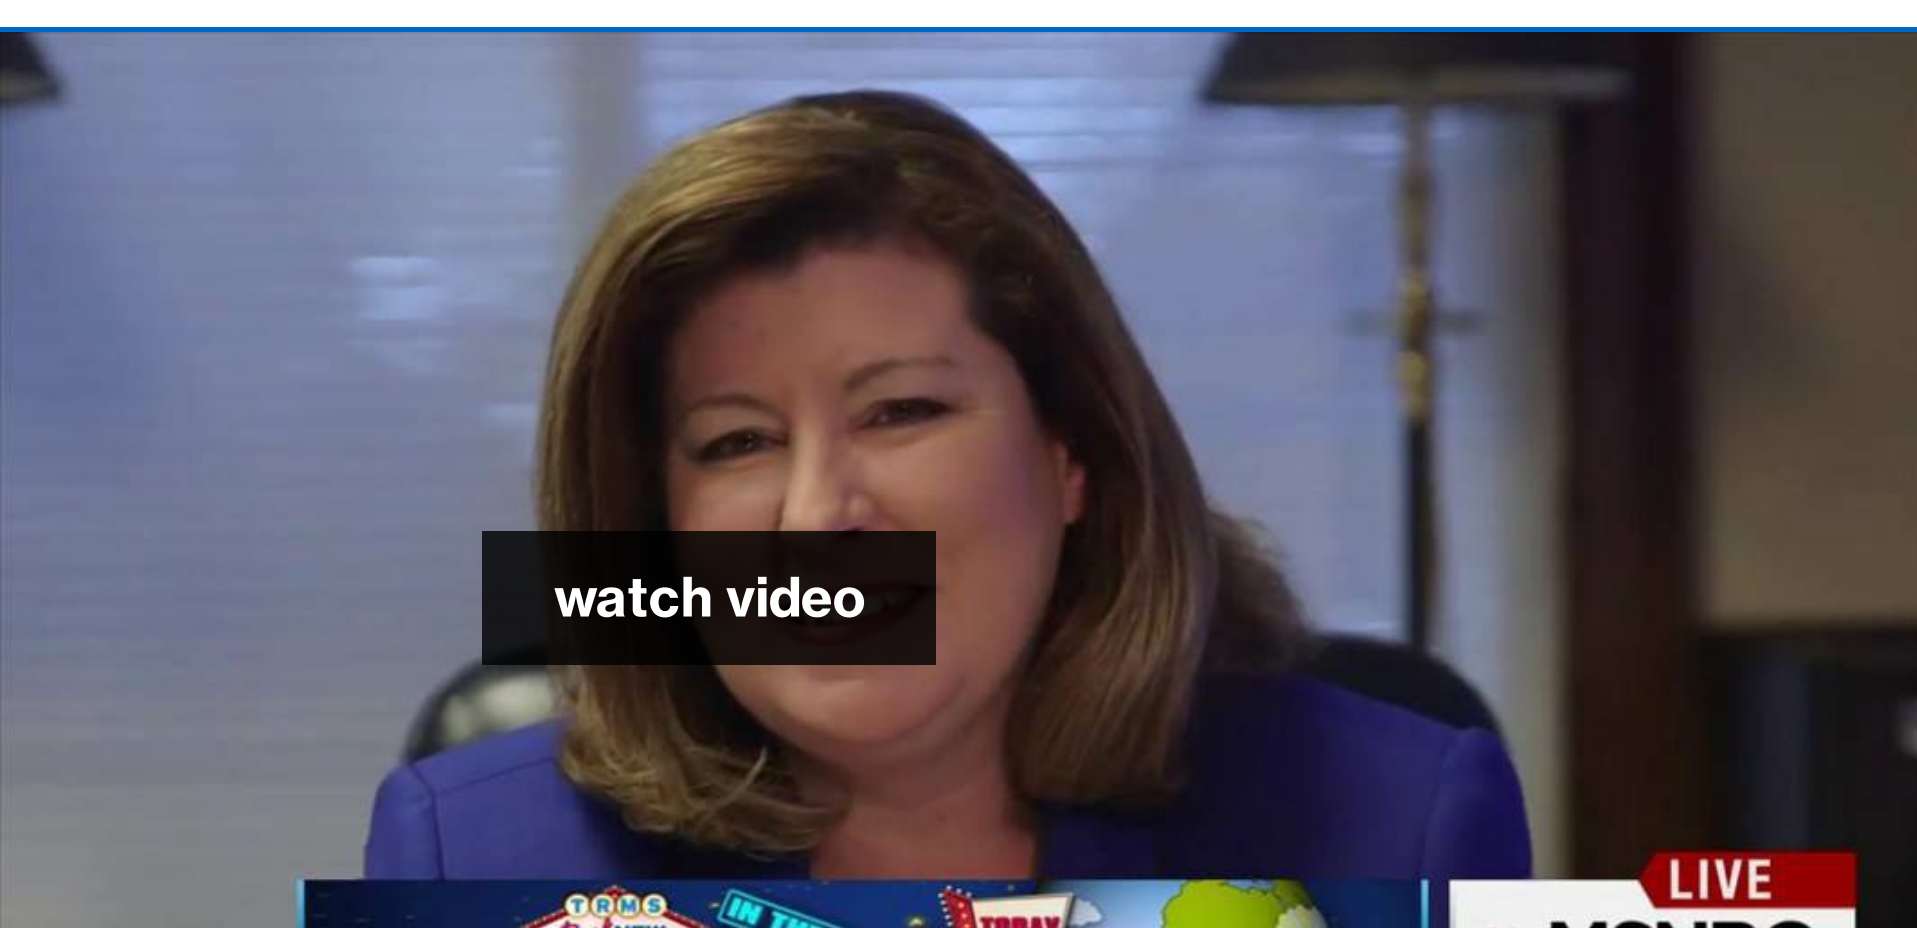 watch video
LIVE
TRMS
IN TH
TODAY